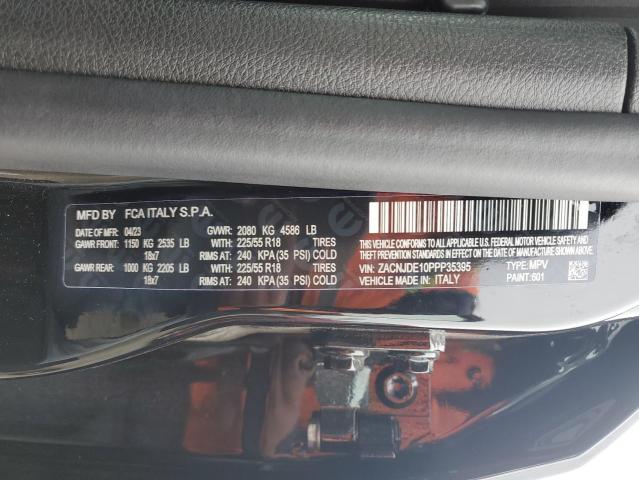 MFD BY FCA ITALY S.P.A.
DATE OF MFR: 04/23 GVWR: 2080 KG 4586 LB
GAWR FRONT: 1150 KG 2535 LB WITH: 225/55 R18 TIRES
18x7 RIMS AT: 240 KPA (35 PSI) COLD
GAWR REAR: 1000 KG 2205 LB WITH: 225/55 R18 TIRES
18x7 RIMS AT: 240 KPA (35 PSI) COLD
THIS VEHICLE CONFORMS TO ALL APPLICABLE
U.S.A. FEDERAL MOTOR VEHICLE SAFETY, BUMPER, AND
THEFT PREVENTION STANDARDS IN EFFECT ON THE DATE OF MANUFACTURE SHOWN ABOVE.
VIN: ZACNJDE10PPP35395 TYPE: MPV
VEHICLE MADE IN: ITALY PAINT: 601